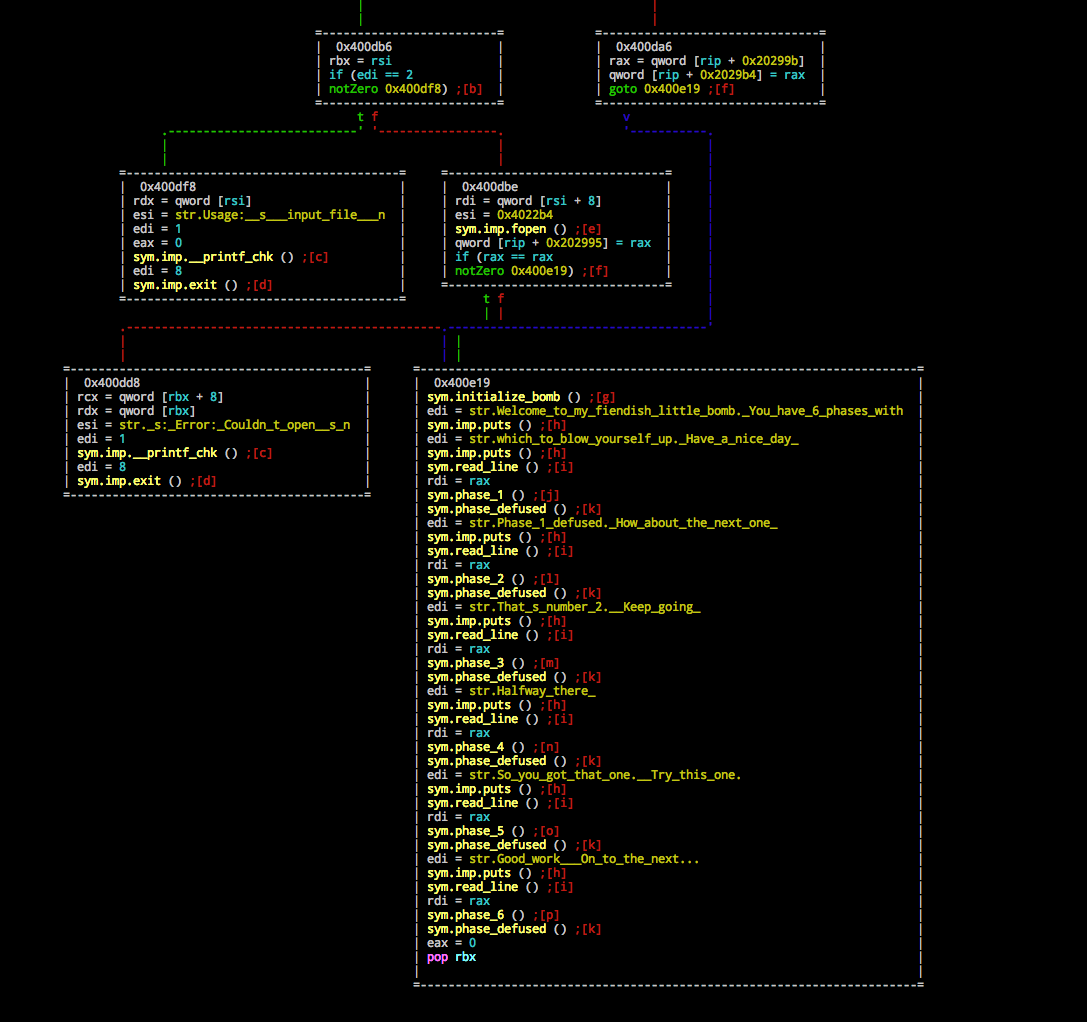 0x400db6
rbx = rsi
if (edi == 2
notZero 0x400df8) ;[b]
0x400da6
rax = qword [rip + 0x20299b]
qword [rip + 0x2029b4] = rax
goto 0x400e19 ;[f]
t f
v
0x400df8
rdx = qword [rsi]
esi = str.Usage:__s___input_file___n
edi = 1
eax = 0
sym.imp.__printf_chk () ;[c]
edi = 8
sym.imp.exit () ;[d]
0x400dbe
rdi = qword [rsi + 8]
esi = 0x4022b4
sym.imp.fopen () ;[e]
qword [rip + 0x202995] = rax
if (rax == rax
notZero 0x400e19) ;[f]
t f
0x400dd8
rcx = qword [rbx + 8]
rdx = qword [rbx]
esi = str._s:_Error:_Couldn_t_open__s_n
edi = 1
sym.imp.__printf_chk () ;[c]
edi = 8
sym.imp.exit () ;[d]
0x400e19
sym.initialize_bomb () ;[g]
edi = str.Welcome_to_my_fiendish_little_bomb._You_have_6_phases_with
sym.imp.puts () ;[h]
edi = str.which_to_blow_yourself_up._Have_a_nice_day_
sym.imp.puts () ;[h]
sym.read_line () ;[i]
rdi = rax
sym.phase_1 () ;[j]
sym.phase_defused () ;[k]
edi = str.Phase_1_defused._How_about_the_next_one_
sym.imp.puts () ;[h]
sym.read_line () ;[i]
rdi = rax
sym.phase_2 () ;[l]
sym.phase_defused () ;[k]
edi = str.That_s_number_2.__Keep_going_
sym.imp.puts () ;[h]
sym.read_line () ;[i]
rdi = rax
sym.phase_3 () ;[m]
sym.phase_defused () ;[k]
edi = str.Halfway_there_
sym.imp.puts () ;[h]
sym.read_line () ;[i]
rdi = rax
sym.phase_4 () ;[n]
sym.phase_defused () ;[k]
edi = str.So_you_got_that_one.__Try_this_one.
sym.imp.puts () ;[h]
sym.read_line () ;[i]
rdi = rax
sym.phase_5 () ;[o]
sym.phase_defused () ;[k]
edi = str.Good_work___On_to_the_next...
sym.imp.puts () ;[h]
sym.read_line () ;[i]
rdi = rax
sym.phase_6 () ;[p]
sym.phase_defused () ;[k]
eax = 0
pop rbx